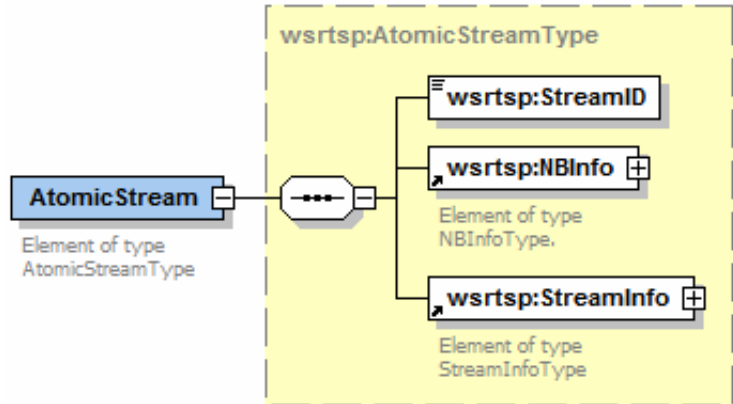 wsrtsp:AtomicStreamType
wsrtsp:StreamID
wsrtsp:NBInfo
Element of type
NBInfoType.
AtomicStream
Element of type
AtomicStreamType
wsrtsp:StreamInfo
Element of type
StreamInfoType